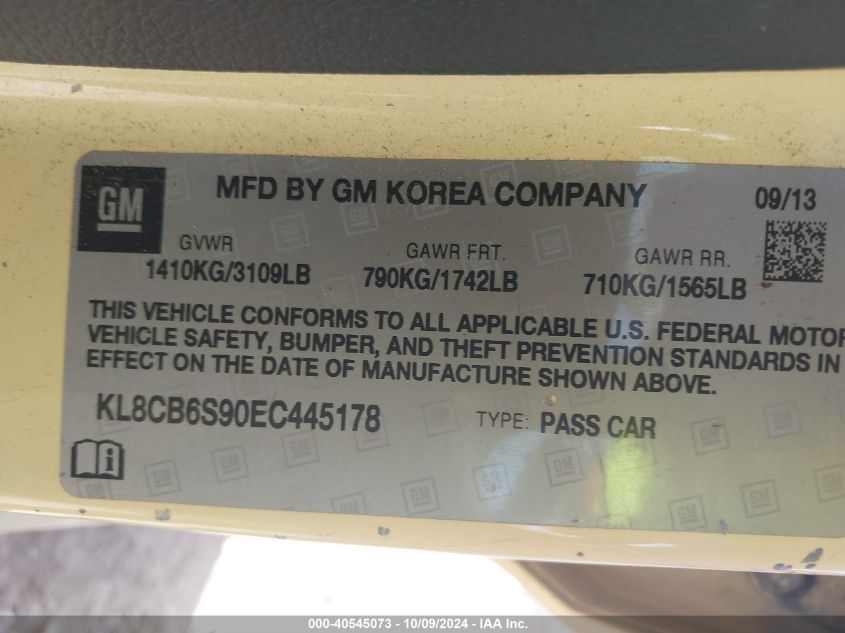 GM
MFD BY GM KOREA COMPANY
09/13
GVWR
1410KG/3109LB
GAWR FRT.
790KG/1742LB
GAWR RR.
710KG/1565LB
THIS VEHICLE CONFORMS TO ALL APPLICABLE U.S. FEDERAL MOTOR
VEHICLE SAFETY, BUMPER, AND THEFT PREVENTION STANDARDS IN
EFFECT ON THE DATE OF MANUFACTURE SHOWN ABOVE.
KL8CB6S90EC445178
TYPE: PASS CAR
000-40545073 - 10/09/2024 - IAA Inc.